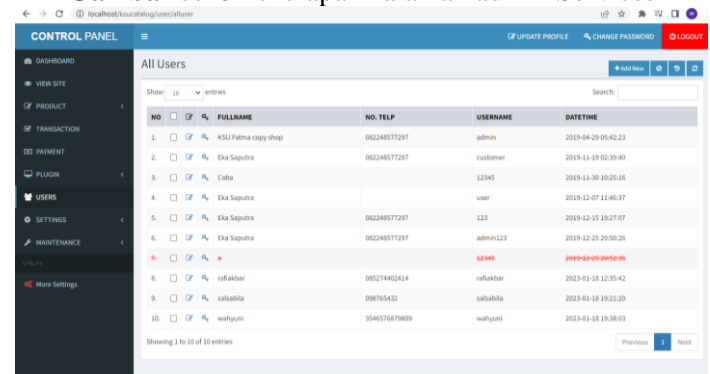 localhost/ksucatalog/user/alluser
CONTROL PANEL
UPDATE PROFILE CHANGE PASSWORD LOGOUT
DASHBOARD
VIEW SITE
PRODUCT
TRANSACTION
PAYMENT
PLUGIN
USERS
SETTINGS
MAINTENANCE
UTILITY
More Settings
All Users
+Add New
Show 10 entries
Search:
NO FULLNAME NO. TELP USERNAME DATETIME
1. KSU Fatma copy shop 082248577297 admin 2019-04-29 05:42:23
2. Eka Saputra 082248577297 customer 2019-11-19 02:39:40
3. Coba 12345 2019-11-30 10:25:16
4. Eka Saputra user 2019-12-07 11:46:37
5. Eka Saputra 082248577297 123 2019-12-15 19:27:07
6. Eka Saputra 082248577297 admin123 2019-12-25 20:50:26
7. e 12345 2019-12-25 20:52:36
8. rafiakbar 085274402414 rafiakbar 2023-01-18 12:35:42
9. salsabila 098765432 salsabila 2023-01-18 19:21:20
10. wahyuni 3546576879809 wahyuni 2023-01-18 19:38:03
Showing 1 to 10 of 10 entries
Previous 1 Next